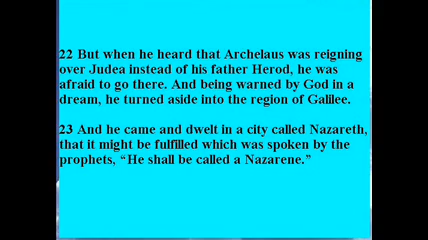 22 But when he heard that Archelaus was reigning
over Judea instead of his father Herod, he was
afraid to go there. And being warned by God in a
dream, he turned aside into the region of Galilee.
23 And he came and dwelt in a city called Nazareth,
that it might be fulfilled which was spoken by the
prophets, “He shall be called a Nazarene.”